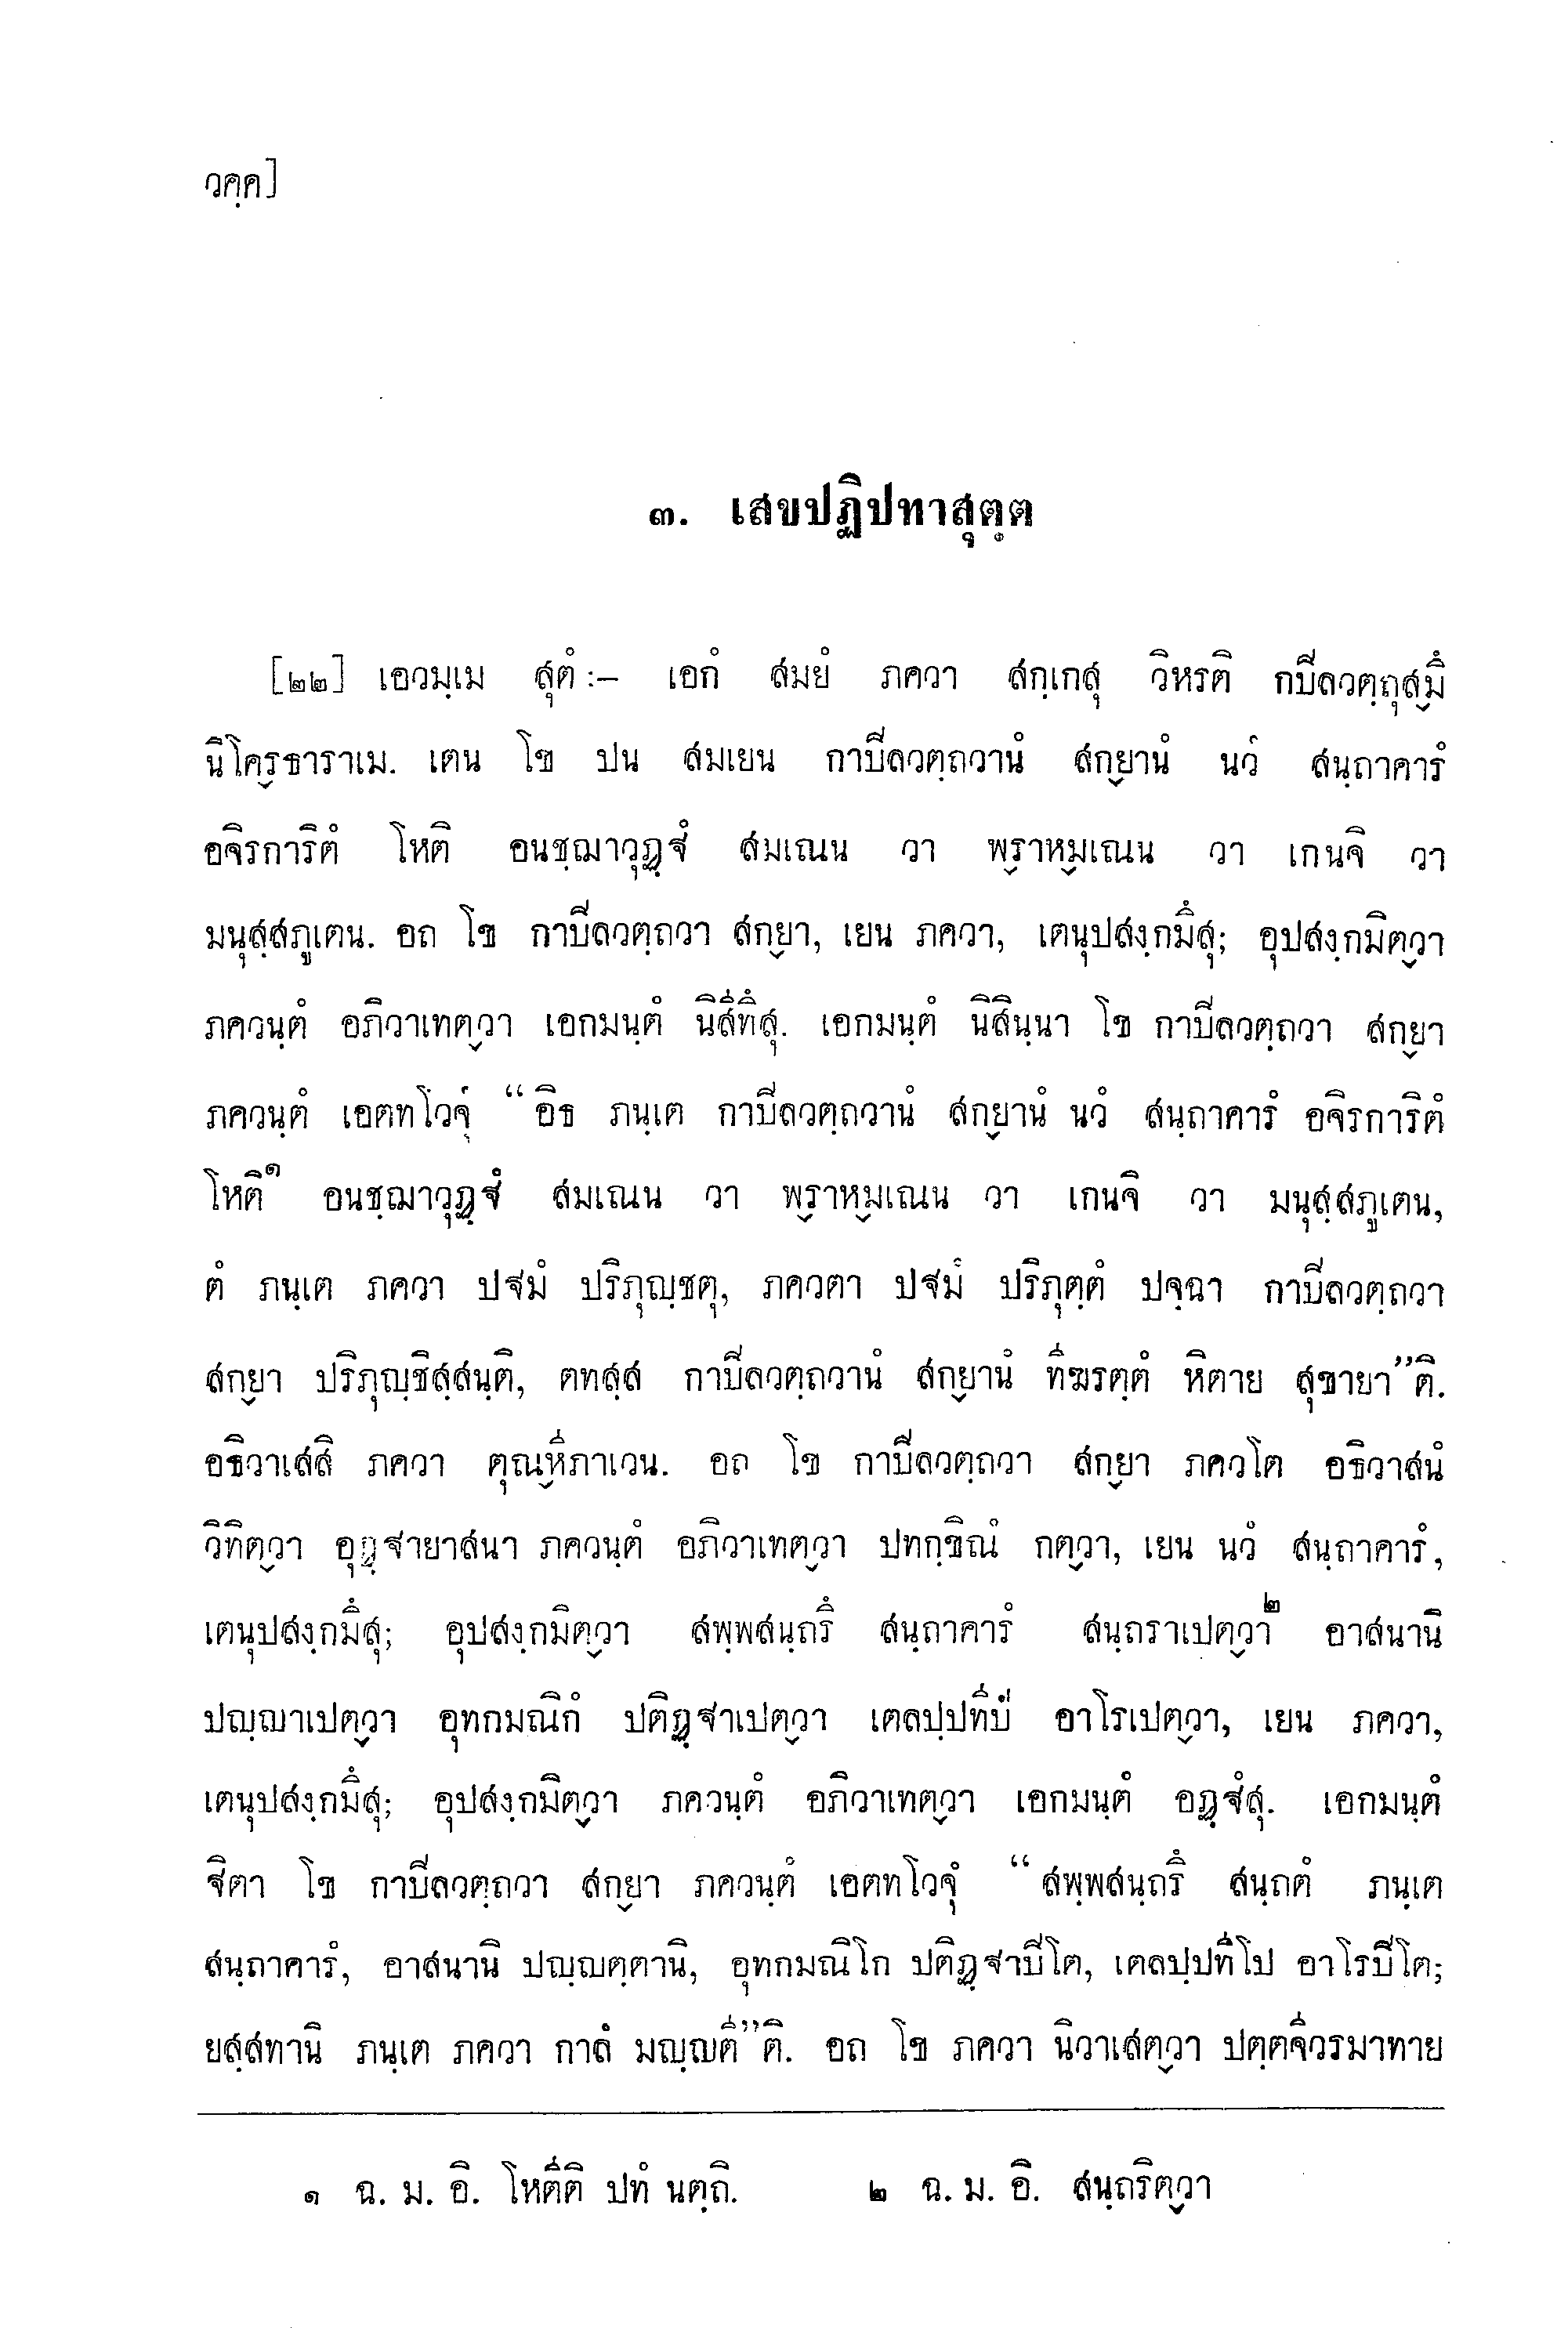 วคฺค]
๓. เสขปฏิปทาสุตฺต
[๒๒] เอวมฺเม สุตํ :– เอกํ สมยํ ภควา สกฺเกสุ วิหรติ กปิลวตฺถุส๎มึ
นิโค๎รธาราเม. เตน โข ปน สมเยน กาปิลวตฺถวานํ สก๎ยานํ นวํ สนฺถาคารํ
อจิรการิตํ โหติ อนชฺฌาวุฏฺฐํ สมเณน วา พ๎ราหฺม๎เณน วา เกนจิ วา
มนุสฺสภูเตน. อถ โข กาปิลวตฺถวา สก๎ยา, เยน ภควา, เตนุปสงฺกมึสุ; อุปสงฺกมิต๎วา
ภควนฺตํ อภิวาเทต๎วา เอกมนฺตํ นิสีทึสุ. เอกมนฺตํ นิสินฺนา โข กาปิลวตฺถวา สก๎ยา
ภควนฺตํ เอตทโวจุํ “อิธ ภนฺเต กาปิลวตฺถวานํ สก๎ยานํ นวํ สนฺถาคารํ อจิรการิตํ
โหติ๑ อนชฺฌาวุฏฺฐํ สมเณน วา พ๎ราห๎มเณน วา เกนจิ วา มนุสฺสภูเตน,
ตํ ภนฺเต ภควา ปฐมํ ปริภุญฺชตุ, ภควตา ปฐมํ ปริภุตฺตํ ปจฺฉา กาปิลวตฺถวา
สก๎ยา ปริภุญฺชิสฺสนฺติ, ตทสฺส กาปิลวตฺถวานํ สก๎ยานํ ทีฆรตฺตํ หิตาย สุขายา”ติ.
อธิวาเสสิ ภควา ตุณ๎หีภาเวน. อถ โข กาปิลวตฺถวา สก๎ยา ภควโต อธิวาสนํ
วิทิต๎วา อุฏฺฐายาสนา ภควนฺตํ อภิวาเทต๎วา ปทกฺขิณํ กต๎วา, เยน นวํ สนฺถาคารํ,
เตนุปสงฺกมึสุ; อุปสงฺกมิต๎วา สพฺพสนฺถรึ สนฺถาคารํ สนฺถราเปต๎วา๒ อาสนานิ
ปญฺญาเปต๎วา อุทกมณิกํ ปติฏฺฐาเปต๎วา เตลปฺปทีปํ อาโรเปต๎วา, เยน ภควา,
เตนุปสงฺกมึสุ; อุปสงฺกมิต๎วา ภควนฺตํ อภิวาเทต๎วา เอกมนฺตํ อฏฺฐํสุ. เอกมนฺตํ
ฐิตา โข กาปิลวตฺถวา สก๎ยา ภควนฺตํ เอตทโวจุํ “สพฺพสนฺถรึ สนฺถตํ ภนฺเต
สนฺถาคารํ, อาสนานิ ปญฺญตฺตานิ, อุทกมณิโก ปติฏฺฐาปิโต, เตลปฺปทีโป อาโรปิโต;
ยสฺสทานิ ภนฺเต ภควา กาลํ มญฺญตี”ติ. อถ โข ภควา นิวาเสต๎วา ปตฺตจีวรมาทาย
๑ ฉ. ม. อิ. โหตีติ ปทํ นตฺถิ. ๒ ฉ. ม. อิ. สนฺถริต๎วา